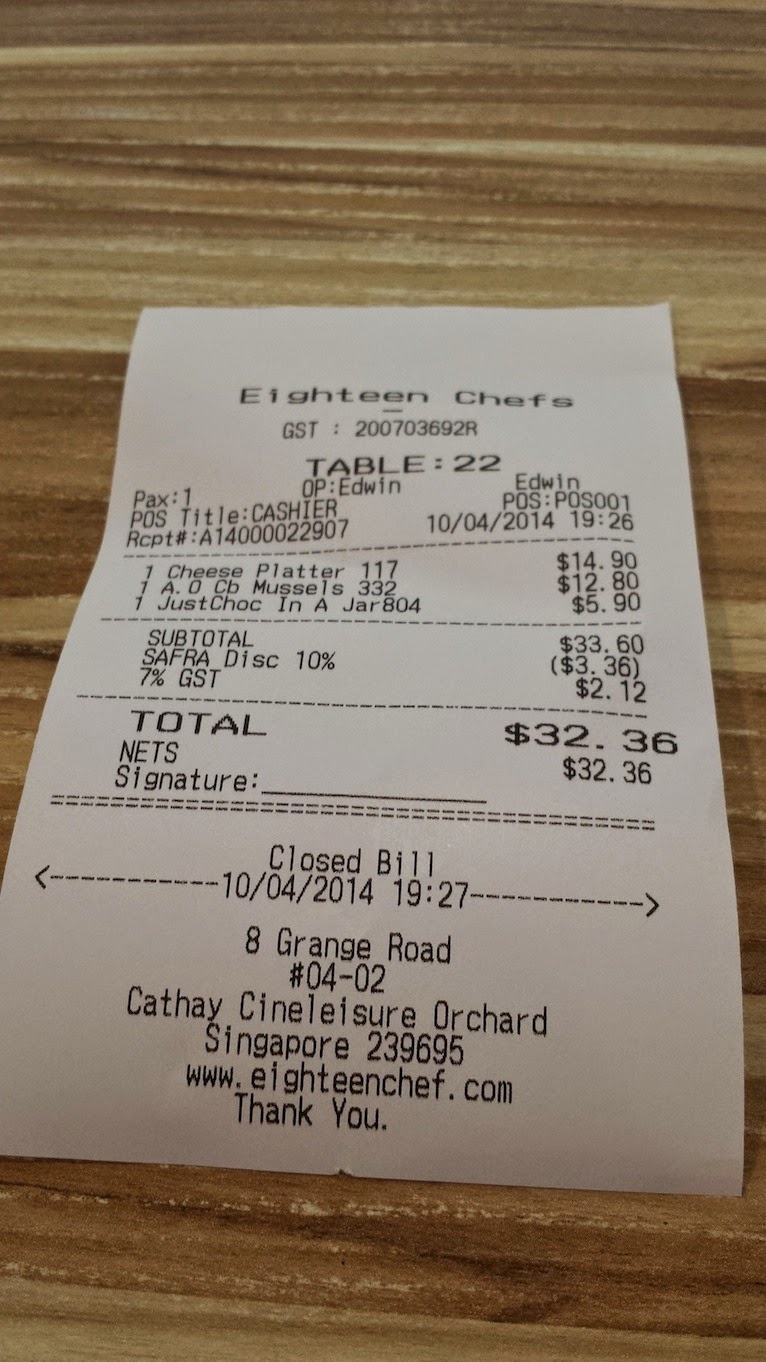 Eighteen Chefs
GST : 200703692R
TABLE:22
Pax:1 OP:Edwin Edwin
POS Title:CASHIER POS:POS001
Rcpt#:A14000022907 10/04/2014 19:26
1 Cheese Platter 117 $14.90
1 A.O Cb Mussels 332 $12.80
1 JustChoc In A Jar804 $5.90
SUBTOTAL $33.60
SAFRA Disc 10% ($3.36)
7% GST $2.12
TOTAL $32.36
NETS $32.36
Signature:
Closed Bill
<----------10/04/2014 19:27---------->
8 Grange Road
#04-02
Cathay Cineleisure Orchard
Singapore 239695
www.eighteenchef.com
Thank You.